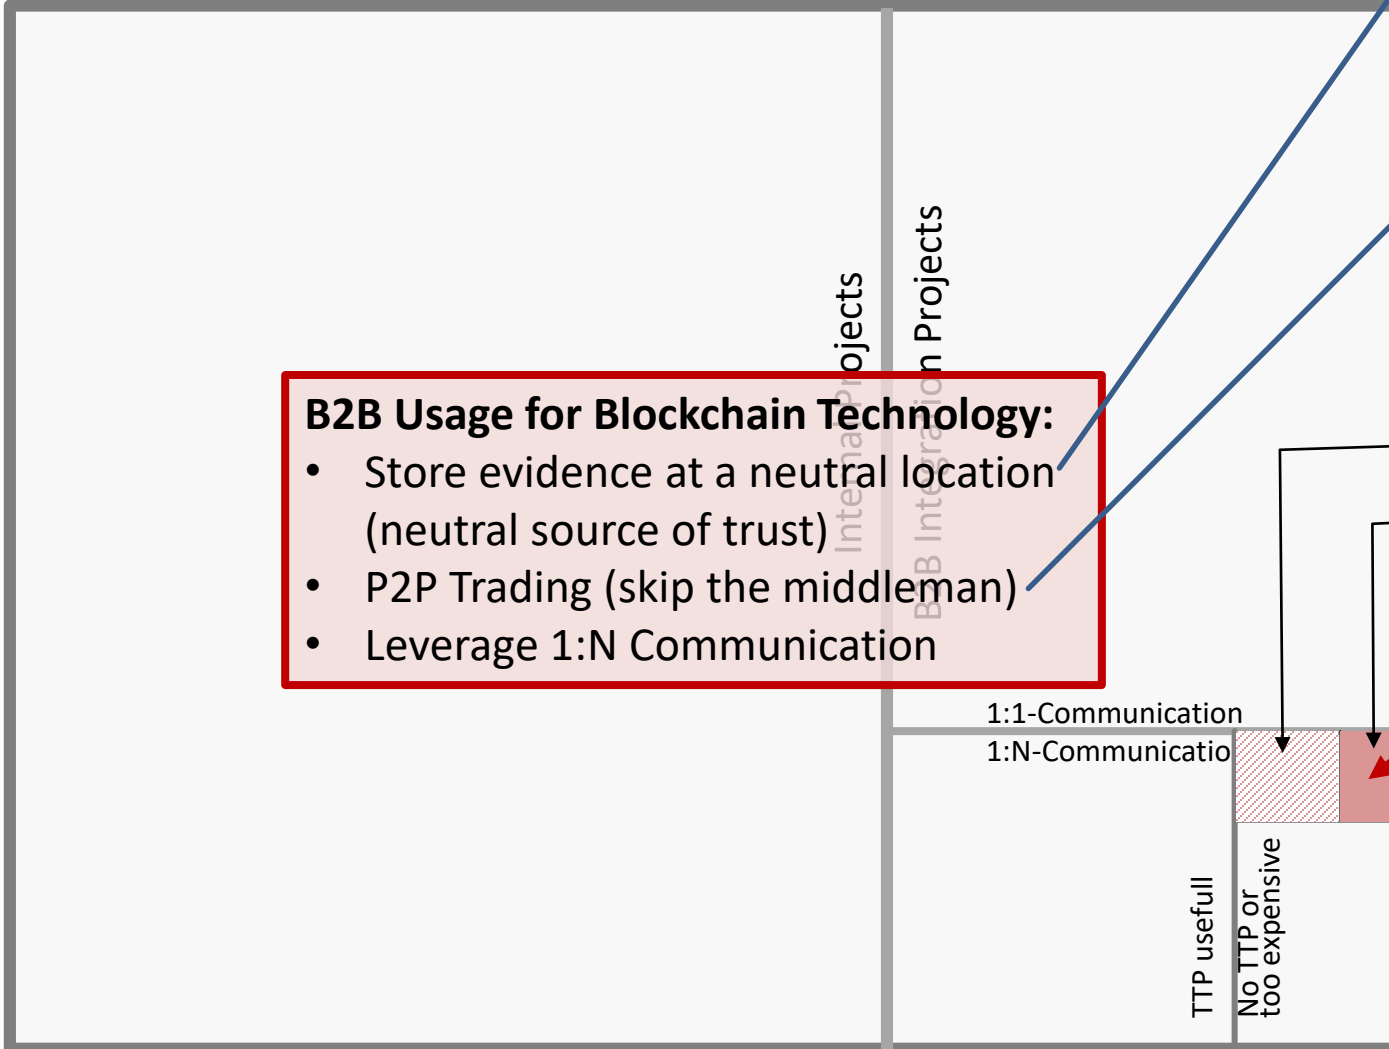 Internal Projects
B2B Integration Projects
B2B Usage for Blockchain Technology:
• Store evidence at a neutral location
(neutral source of trust)
• P2P Trading (skip the middleman)
• Leverage 1:N Communication
1:1-Communication
1:N-Communicatio
TTP usefull
No TTP or
too expensive